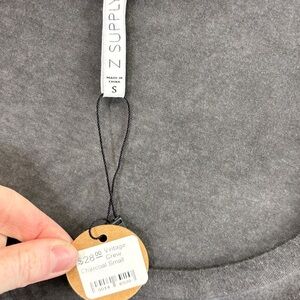 Z SUPPLY
MADE IN
CHINA
S
$28.00 Vintage
Crew
Charcoal Small